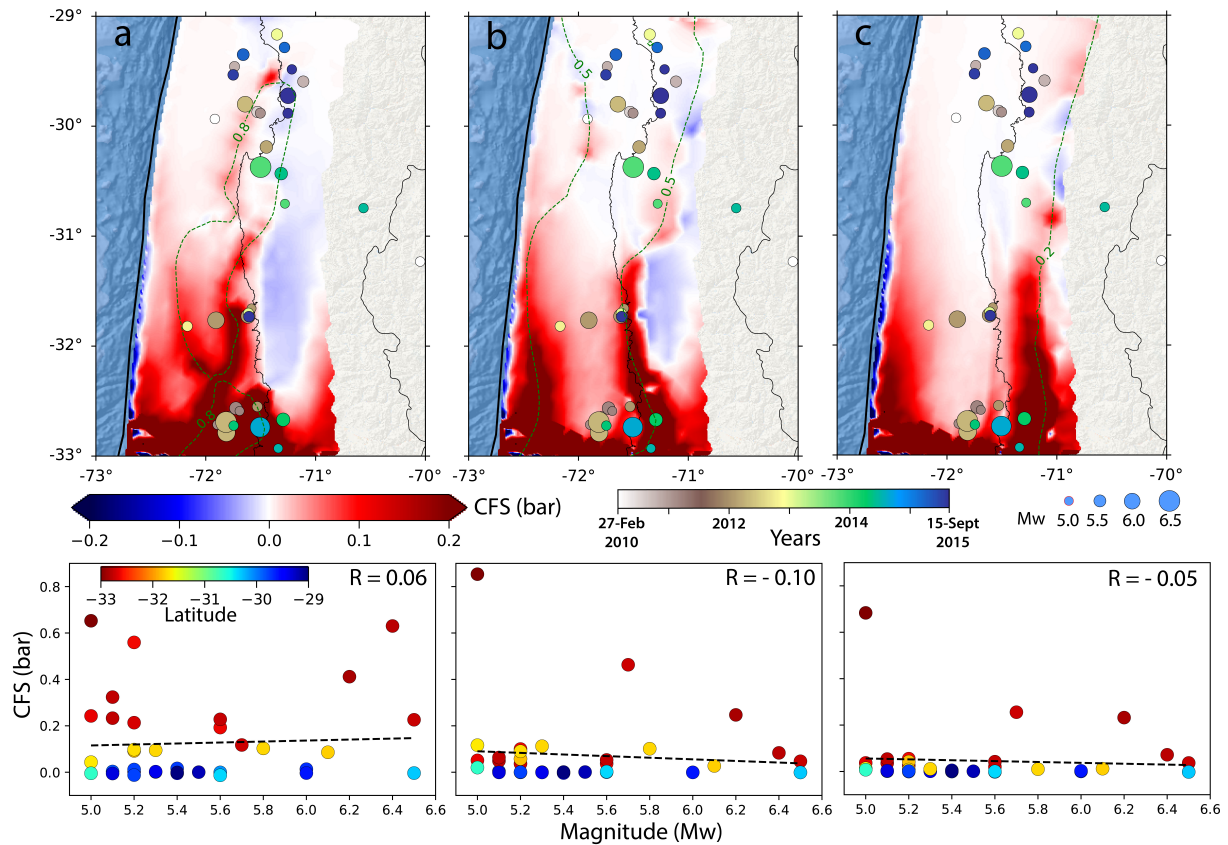 a
b
c
−29°
−30°
−31°
−32°
−33°
0.8
0.8
0.5
0.5
0.2
−73 −72 −71 −70°
−73 −72 −71 −70°
−73 −72 −71 −70°
CFS (bar)
−0.2 −0.1 0.0 0.1 0.2
27-Feb 2012 2014 15-Sept
2010 Years 2015
Mw 5.0 5.5 6.0 6.5
R = 0.06
R = - 0.10
R = - 0.05
−33 −32 −31 −30 −29
Latitude
CFS (bar)
0.8
0.6
0.4
0.2
0.0
5.0 5.2 5.4 5.6 5.8 6.0 6.2 6.4 6.6
5.0 5.2 5.4 5.6 5.8 6.0 6.2 6.4 6.6
5.0 5.2 5.4 5.6 5.8 6.0 6.2 6.4 6.6
Magnitude (Mw)